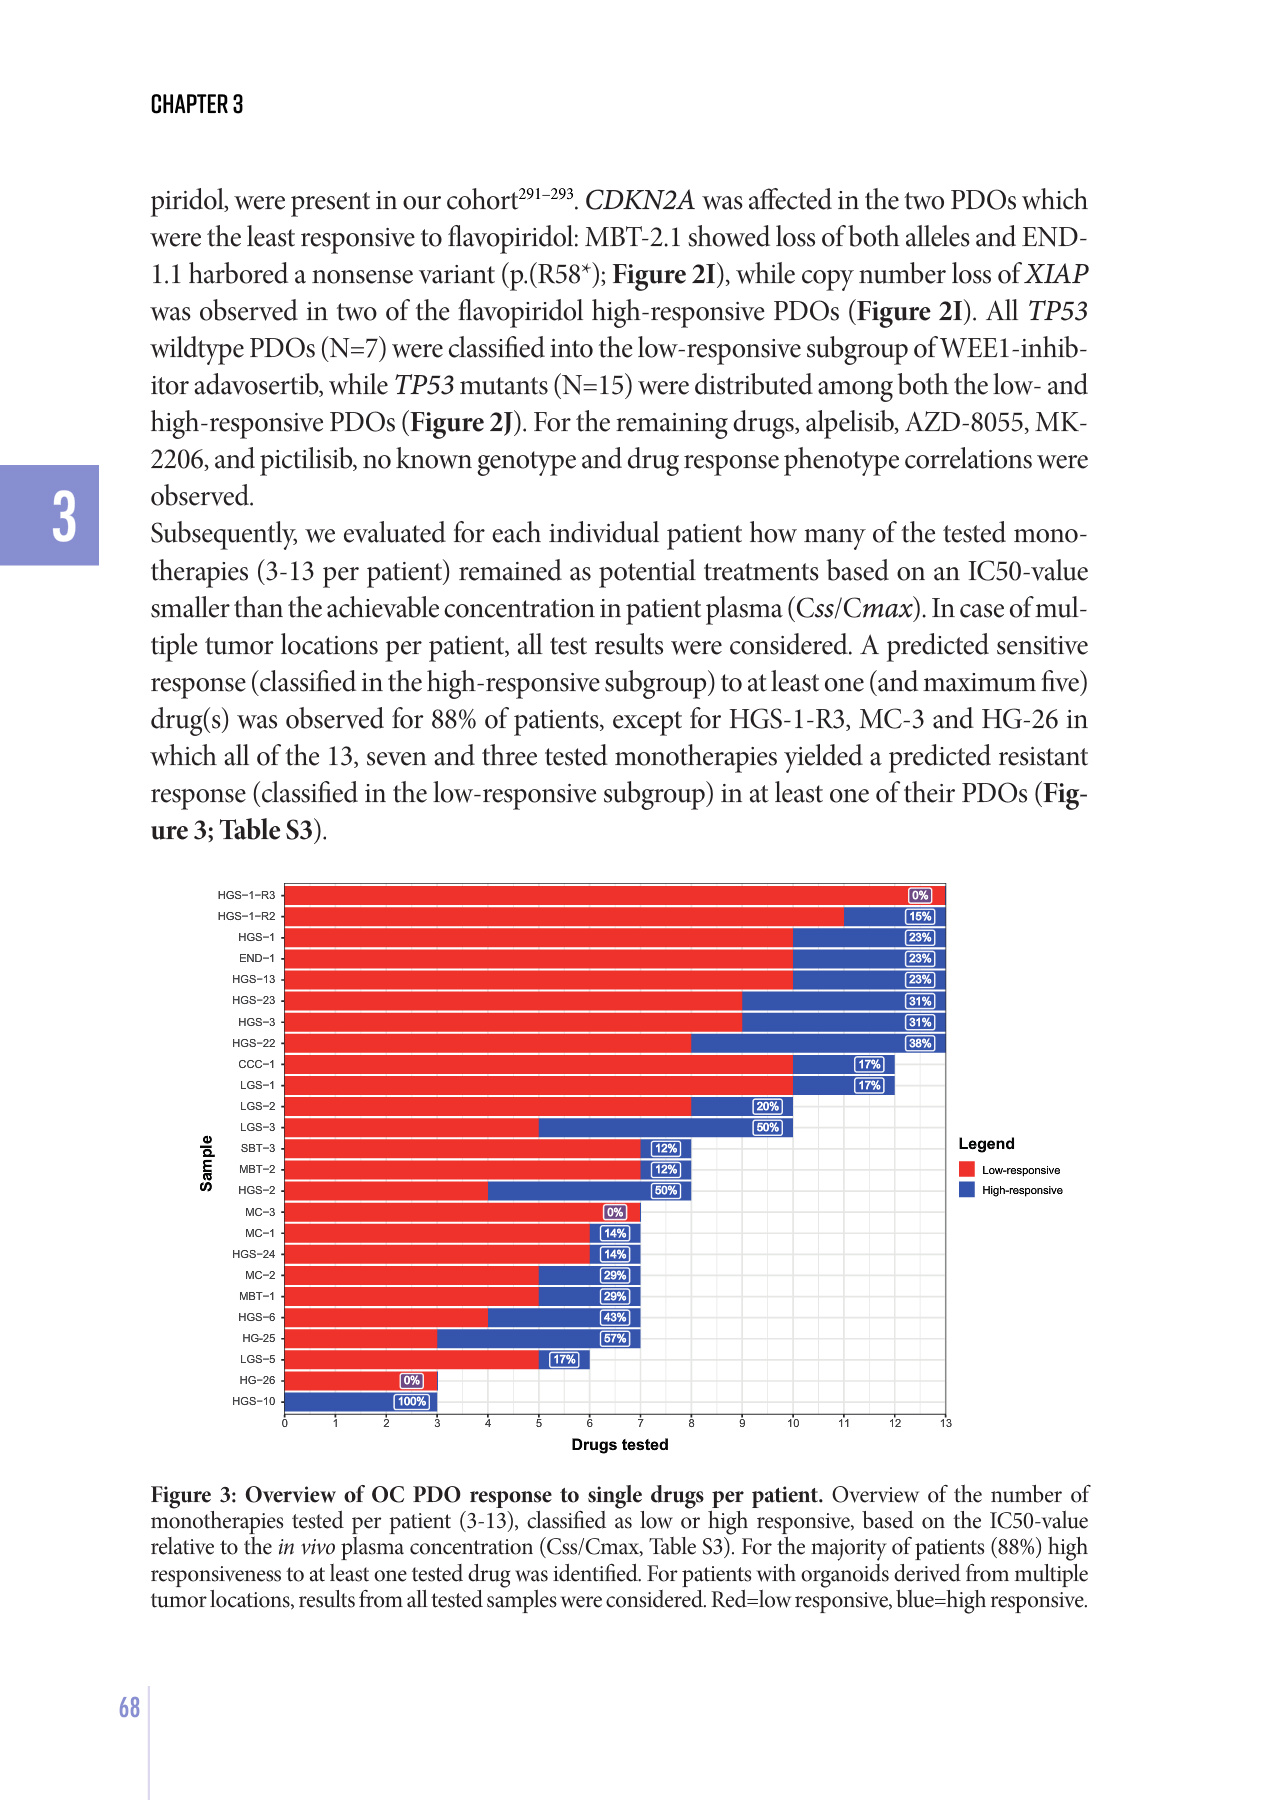 CHAPTER 3
piridol, were present in our cohort291–293. CDKN2A was affected in the two PDOs which
were the least responsive to flavopiridol: MBT-2.1 showed loss of both alleles and END-
1.1 harbored a nonsense variant (p.(R58*); Figure 2I), while copy number loss of XIAP
was observed in two of the flavopiridol high-responsive PDOs (Figure 2I). All TP53
wildtype PDOs (N=7) were classified into the low-responsive subgroup of WEE1-inhib-
itor adavosertib, while TP53 mutants (N=15) were distributed among both the low- and
high-responsive PDOs (Figure 2J). For the remaining drugs, alpelisib, AZD-8055, MK-
2206, and pictilisib, no known genotype and drug response phenotype correlations were
observed.
3
Subsequently, we evaluated for each individual patient how many of the tested mono-
therapies (3-13 per patient) remained as potential treatments based on an IC50-value
smaller than the achievable concentration in patient plasma (Css/Cmax). In case of mul-
tiple tumor locations per patient, all test results were considered. A predicted sensitive
response (classified in the high-responsive subgroup) to at least one (and maximum five)
drug(s) was observed for 88% of patients, except for HGS-1-R3, MC-3 and HG-26 in
which all of the 13, seven and three tested monotherapies yielded a predicted resistant
response (classified in the low-responsive subgroup) in at least one of their PDOs (Fig-
ure 3; Table S3).
HGS−1−R3 0%
HGS−1−R2 15%
HGS−1 23%
END−1 23%
HGS−13 23%
HGS−23 31%
HGS−3 31%
HGS−22 38%
CCC−1 17%
LGS−1 17%
LGS−2 20%
LGS−3 50%
SBT−3 12%
MBT−2 12%
HGS−2 50%
MC−3 0%
MC−1 14%
HGS−24 14%
MC−2 29%
MBT−1 29%
HGS−6 43%
HG-25 57%
LGS−5 17%
HG−26 0%
HGS−10 100%
Sample
0 1 2 3 4 5 6 7 8 9 10 11 12 13
Drugs tested
Legend
Low-responsive
High-responsive
Figure 3: Overview of OC PDO response to single drugs per patient. Overview of the number of
monotherapies tested per patient (3-13), classified as low or high responsive, based on the IC50-value
relative to the in vivo plasma concentration (Css/Cmax, Table S3). For the majority of patients (88%) high
responsiveness to at least one tested drug was identified. For patients with organoids derived from multiple
tumor locations, results from all tested samples were considered. Red=low responsive, blue=high responsive.
68